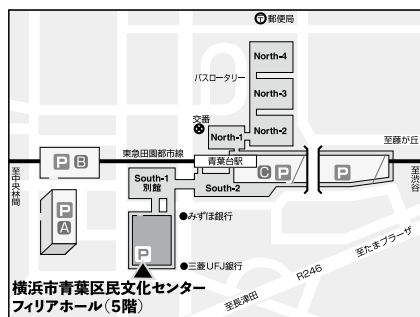 〒郵便局
North-4
バスロータリー
North-3
交番
North-1
North-2
至藤が丘
東急田園都市線
青葉台駅
P B
C P
P
至中央林間
South-1
別館
South-2
至渋谷
P
A
●みずほ銀行
至たまプラーザ
P
●三菱UFJ銀行
R246
横浜市青葉区民文化センター
フィリアホール(5階)
至長津田